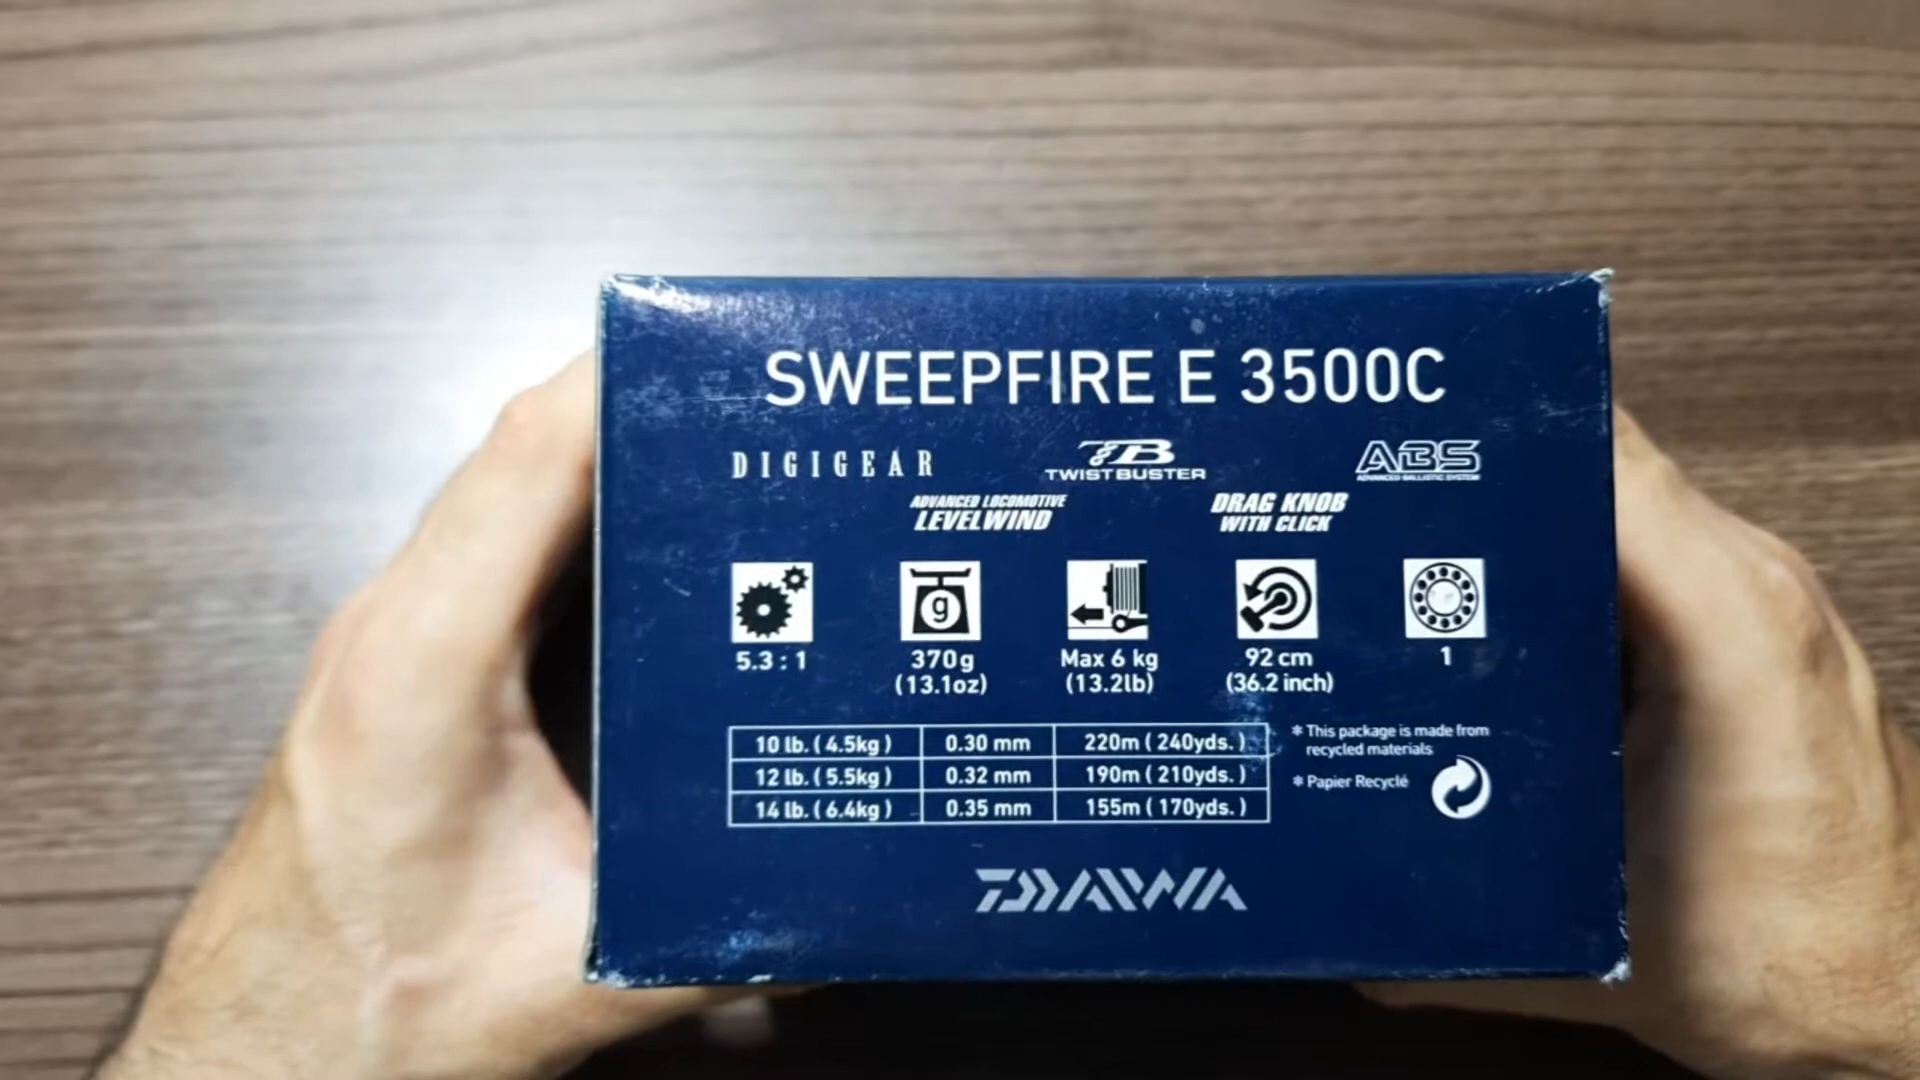 SWEEPFIRE E 3500C
DIGIGEAR
TB
TWISTBUSTER
ABS
ADVANCED BALLISTIC SYSTEM
ADVANCED LOCOMOTIVE
LEVELWIND
DRAG KNOB
WITH CLICK
g
5.3 : 1
370g
(13.1oz)
Max 6 kg
(13.2lb)
92 cm
(36.2 inch)
1
10 lb. ( 4.5kg ) 0.30 mm 220m ( 240yds. )
12 lb. ( 5.5kg ) 0.32 mm 190m ( 210yds. )
14 lb. ( 6.4kg ) 0.35 mm 155m ( 170yds. )
* This package is made from
recycled materials
* Papier Recyclé
DAIWA